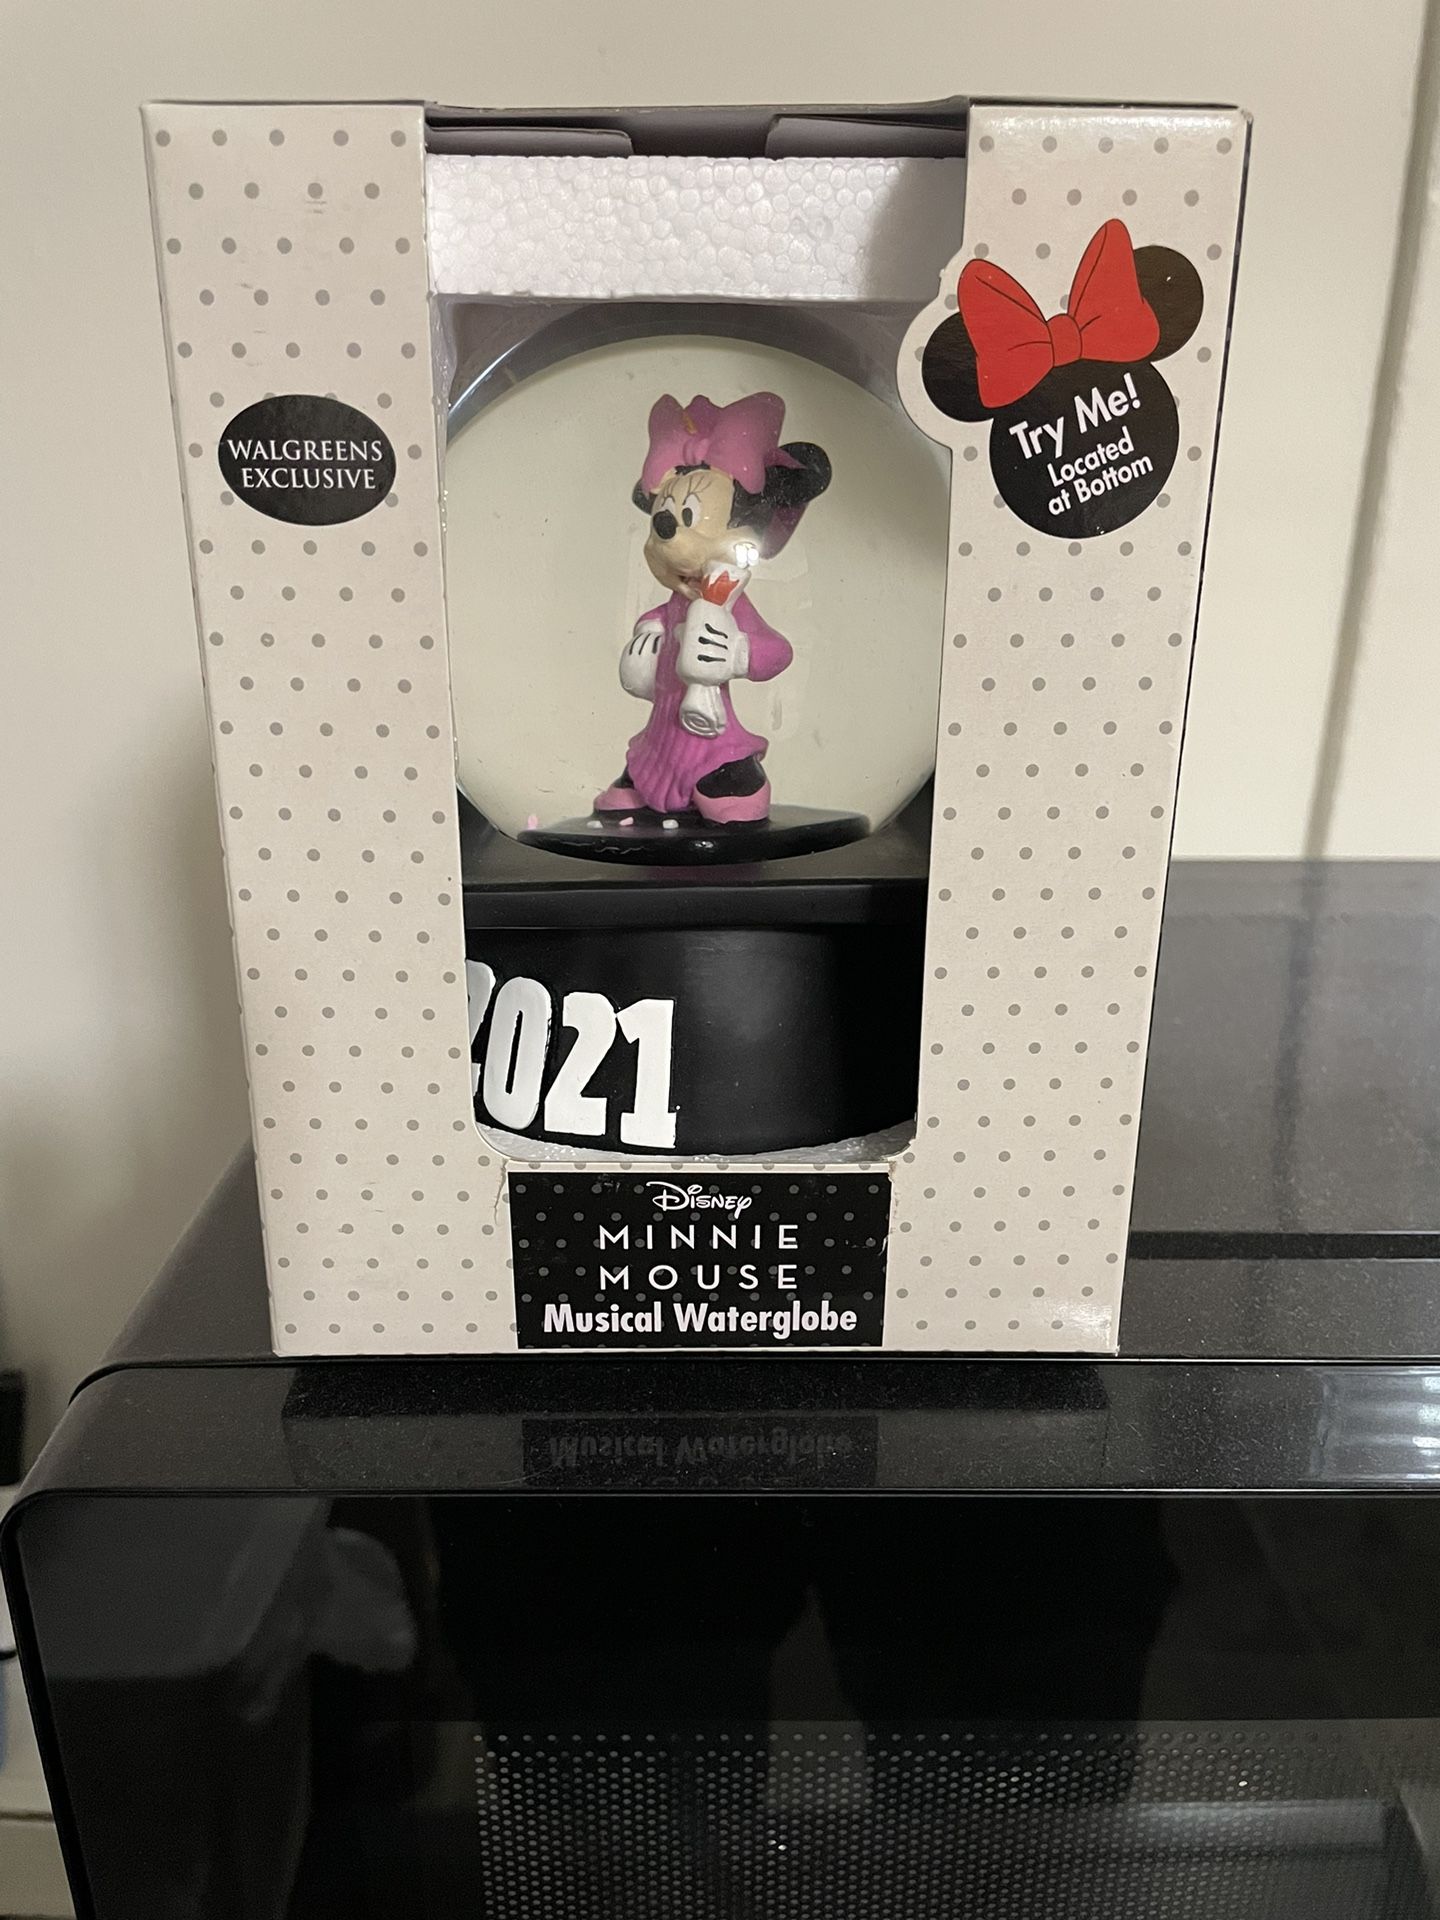 WALGREENS
EXCLUSIVE
Try Me!
Located
at Bottom
2021
Disney
MINNIE
MOUSE
Musical Waterglobe